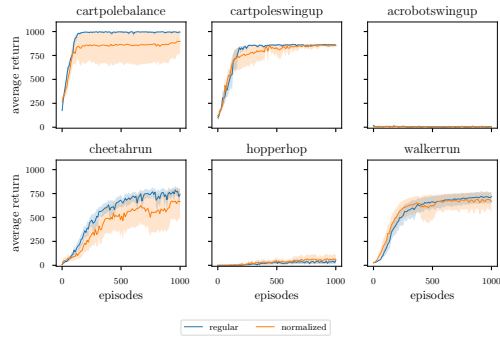 cartpolebalance cartpoleswingup acrobotswingup
average return
1000
750
500
250
0
cheetahrun hopperhop walkerrun
average return
1000
750
500
250
0
0 500 1000 0 500 1000 0 500 1000
episodes episodes episodes
regular normalized